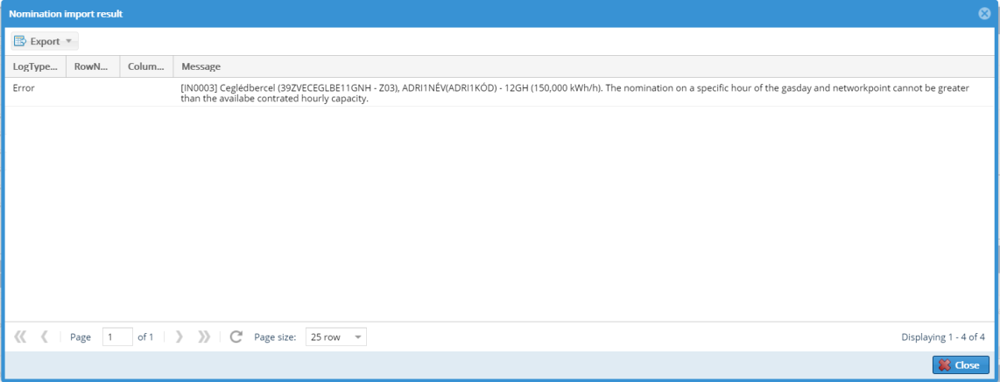 Nomination import result
Export
LogType... RowN... Colum... Message
Error [IN0003] Ceglédbercel (39ZVECEGLBE11GNH - Z03), ADRI1NÉV(ADRI1KÓD) - 12GH (150,000 kWh/h). The nomination on a specific hour of the gasday and networkpoint cannot be greater
than the availabe contrated hourly capacity.
Page 1 of 1 Page size: 25 row Displaying 1 - 4 of 4
Close